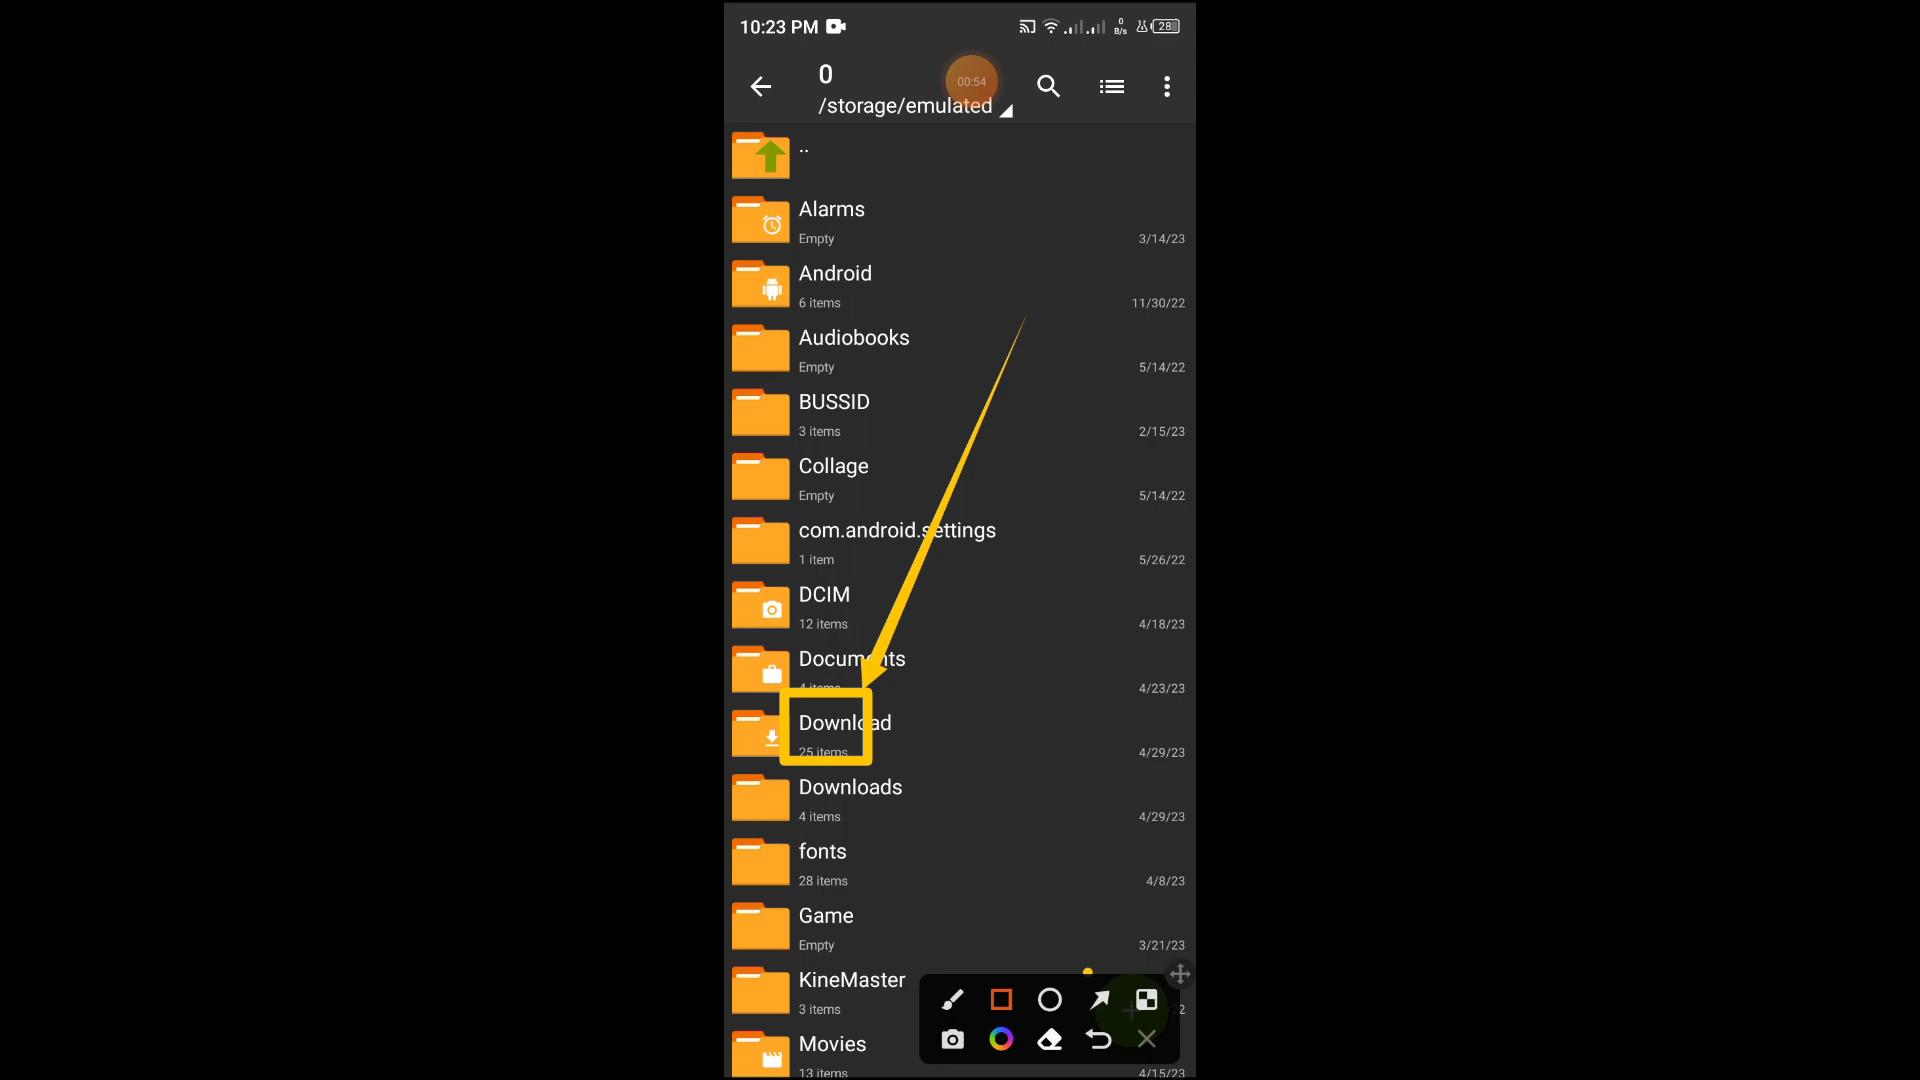 10:23 PM
0 B/s
28
0
00:54
/storage/emulated
..
Alarms
Empty
3/14/23
Android
6 items
11/30/22
Audiobooks
Empty
5/14/22
BUSSID
3 items
2/15/23
Collage
Empty
5/14/22
com.android.settings
1 item
5/26/22
DCIM
12 items
4/18/23
Documents
4 items
4/23/23
Download
25 items
4/29/23
Downloads
4 items
4/29/23
fonts
28 items
4/8/23
Game
Empty
3/21/23
KineMaster
3 items
Movies
13 items
4/15/23